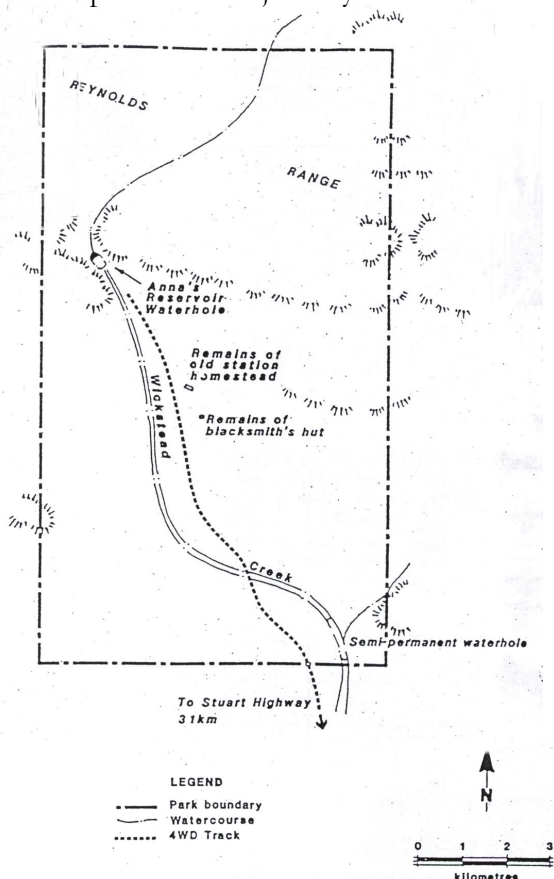 REYNOLDS
RANGE
Anna's
Reservoir
Waterhole
Remains of
old station
homestead
Wickstead
Remains of
blacksmith's hut
Creek
Semi-permanent waterhole
To Stuart Highway
31km
N
LEGEND
Park boundary
Watercourse
4WD Track
0 1 2 3
kilometres